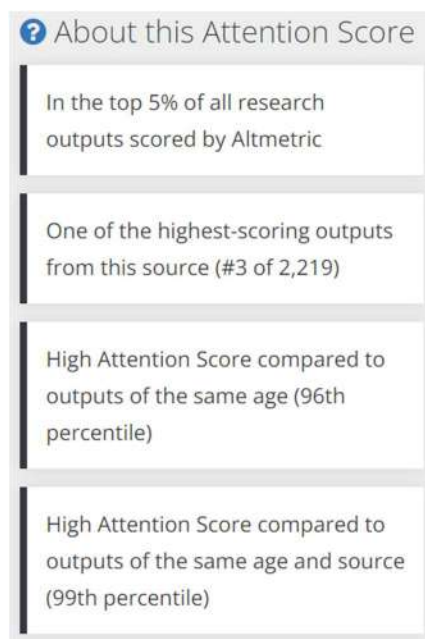 ? About this Attention Score
In the top 5% of all research
outputs scored by Altmetric
One of the highest-scoring outputs
from this source (#3 of 2,219)
High Attention Score compared to
outputs of the same age (96th
percentile)
High Attention Score compared to
outputs of the same age and source
(99th percentile)